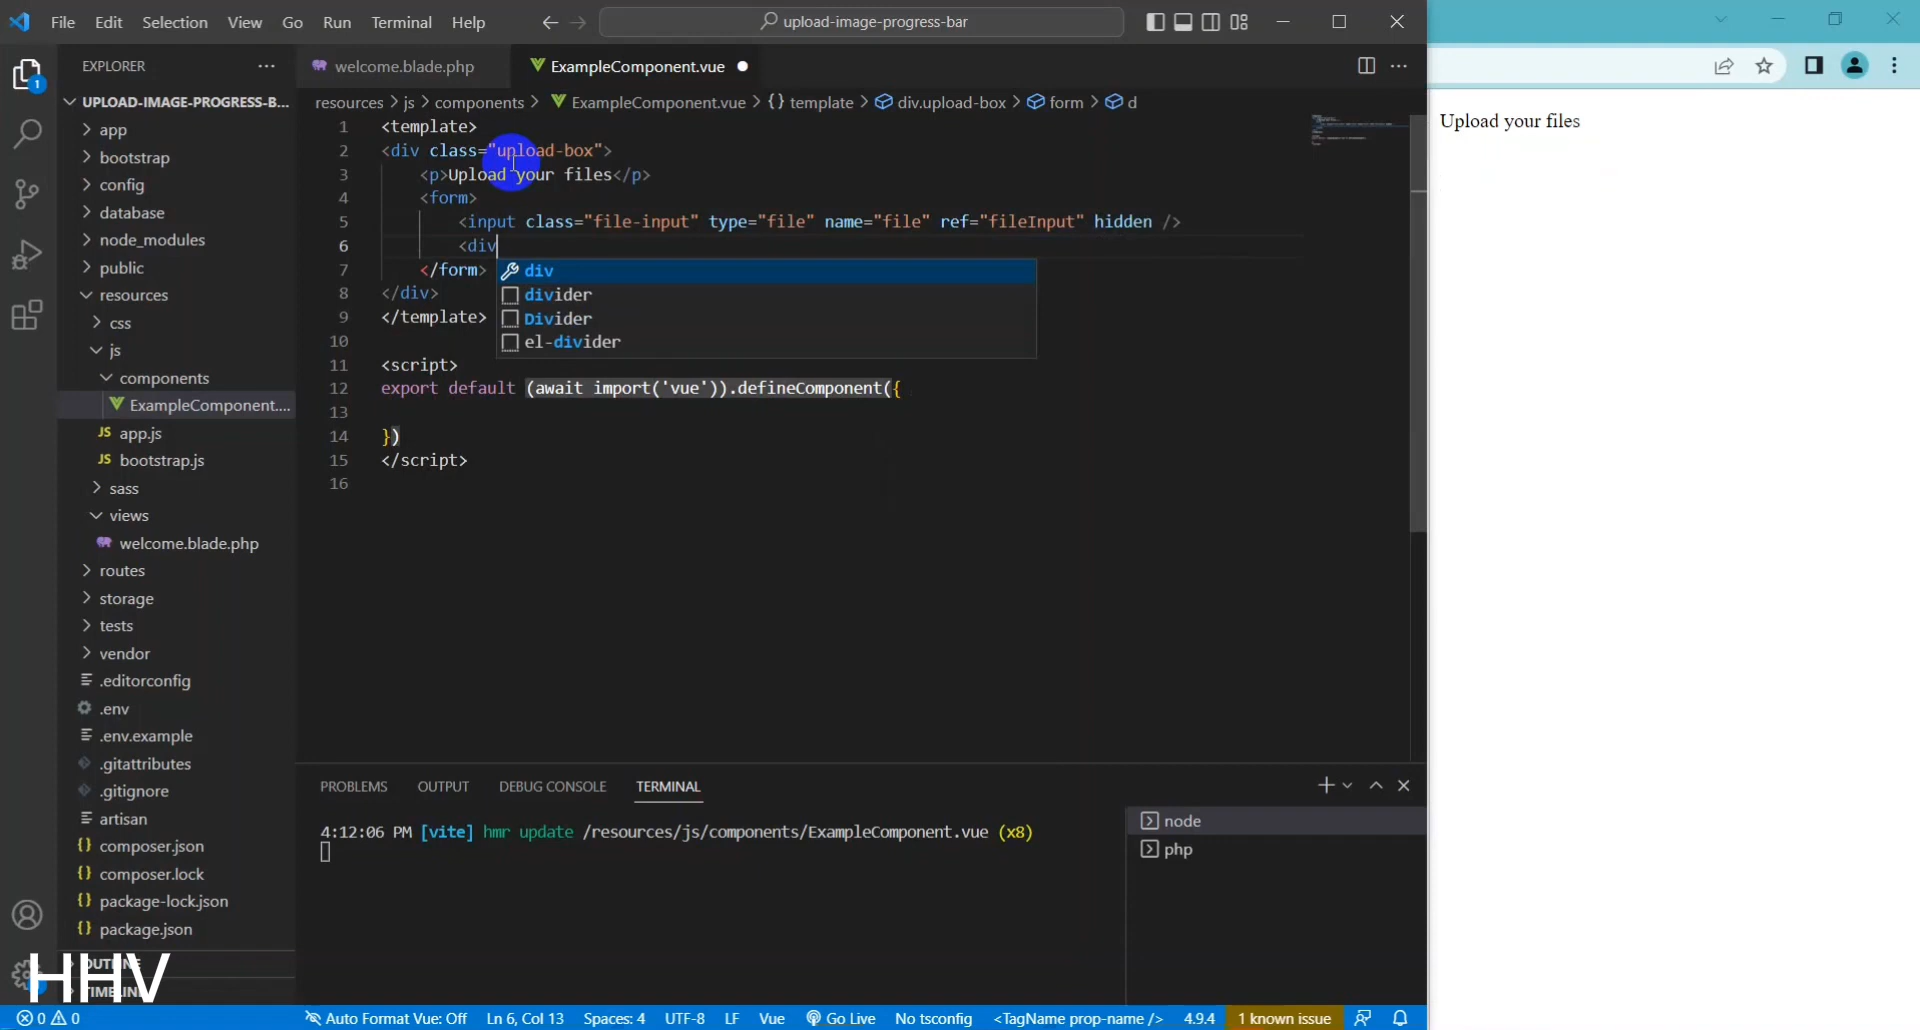 File Edit Selection View Go Run Terminal Help
upload-image-progress-bar
EXPLORER
welcome.blade.php
ExampleComponent.vue
UPLOAD-IMAGE-PROGRESS-B...
resources > js > components > ExampleComponent.vue > {} template > div.upload-box > form > d
app
bootstrap
config
database
node_modules
public
resources
css
js
components
ExampleComponent....
JS app.js
JS bootstrap.js
sass
views
welcome.blade.php
routes
storage
tests
vendor
.editorconfig
.env
.env.example
.gitattributes
.gitignore
artisan
{} composer.json
{} composer.lock
{} package-lock.json
{} package.json
OUTLINE
TIMELINE
HHV
1 <template>
2 <div class="upload-box">
3 <p>Upload your files</p>
4 <form>
5 <input class="file-input" type="file" name="file" ref="fileInput" hidden />
6 <div
7 </form>
8 </div>
9 </template>
10
11 <script>
12 export default (await import('vue')).defineComponent({
13
14 })
15 </script>
16
div
divider
Divider
el-divider
PROBLEMS OUTPUT DEBUG CONSOLE TERMINAL
4:12:06 PM [vite] hmr update /resources/js/components/ExampleComponent.vue (x8)
node
php
0 0 Auto Format Vue: Off Ln 6, Col 13 Spaces: 4 UTF-8 LF Vue Go Live No tsconfig <TagName prop-name /> 4.9.4 1 known issue
Upload your files